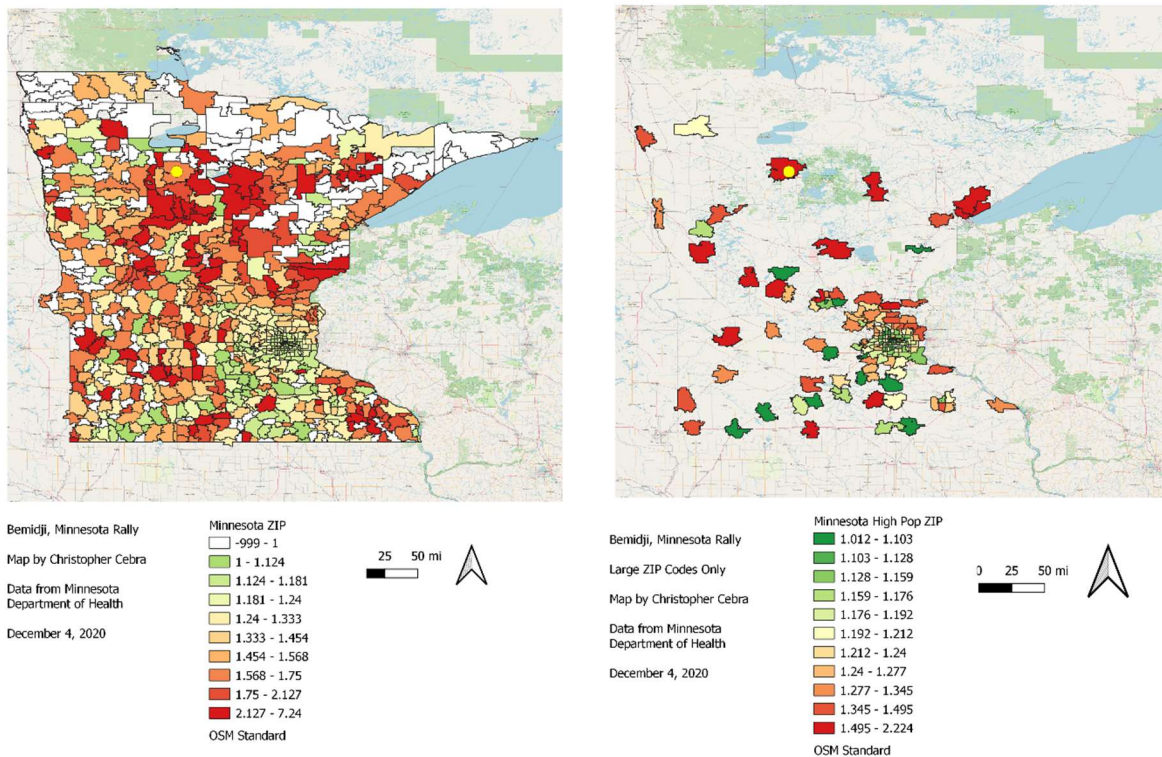 Bemidji, Minnesota Rally
Map by Christopher Cebra
Data from Minnesota
Department of Health
December 4, 2020
Minnesota ZIP
-999 - 1
1 - 1.124
1.124 - 1.181
1.181 - 1.24
1.24 - 1.333
1.333 - 1.454
1.454 - 1.568
1.568 - 1.75
1.75 - 2.127
2.127 - 7.24
OSM Standard
25 50 mi
Bemidji, Minnesota Rally
Large ZIP Codes Only
Map by Christopher Cebra
Data from Minnesota
Department of Health
December 4, 2020
Minnesota High Pop ZIP
1.012 - 1.103
1.103 - 1.128
1.128 - 1.159
1.159 - 1.176
1.176 - 1.192
1.192 - 1.212
1.212 - 1.24
1.24 - 1.277
1.277 - 1.345
1.345 - 1.495
1.495 - 2.224
OSM Standard
0 25 50 mi